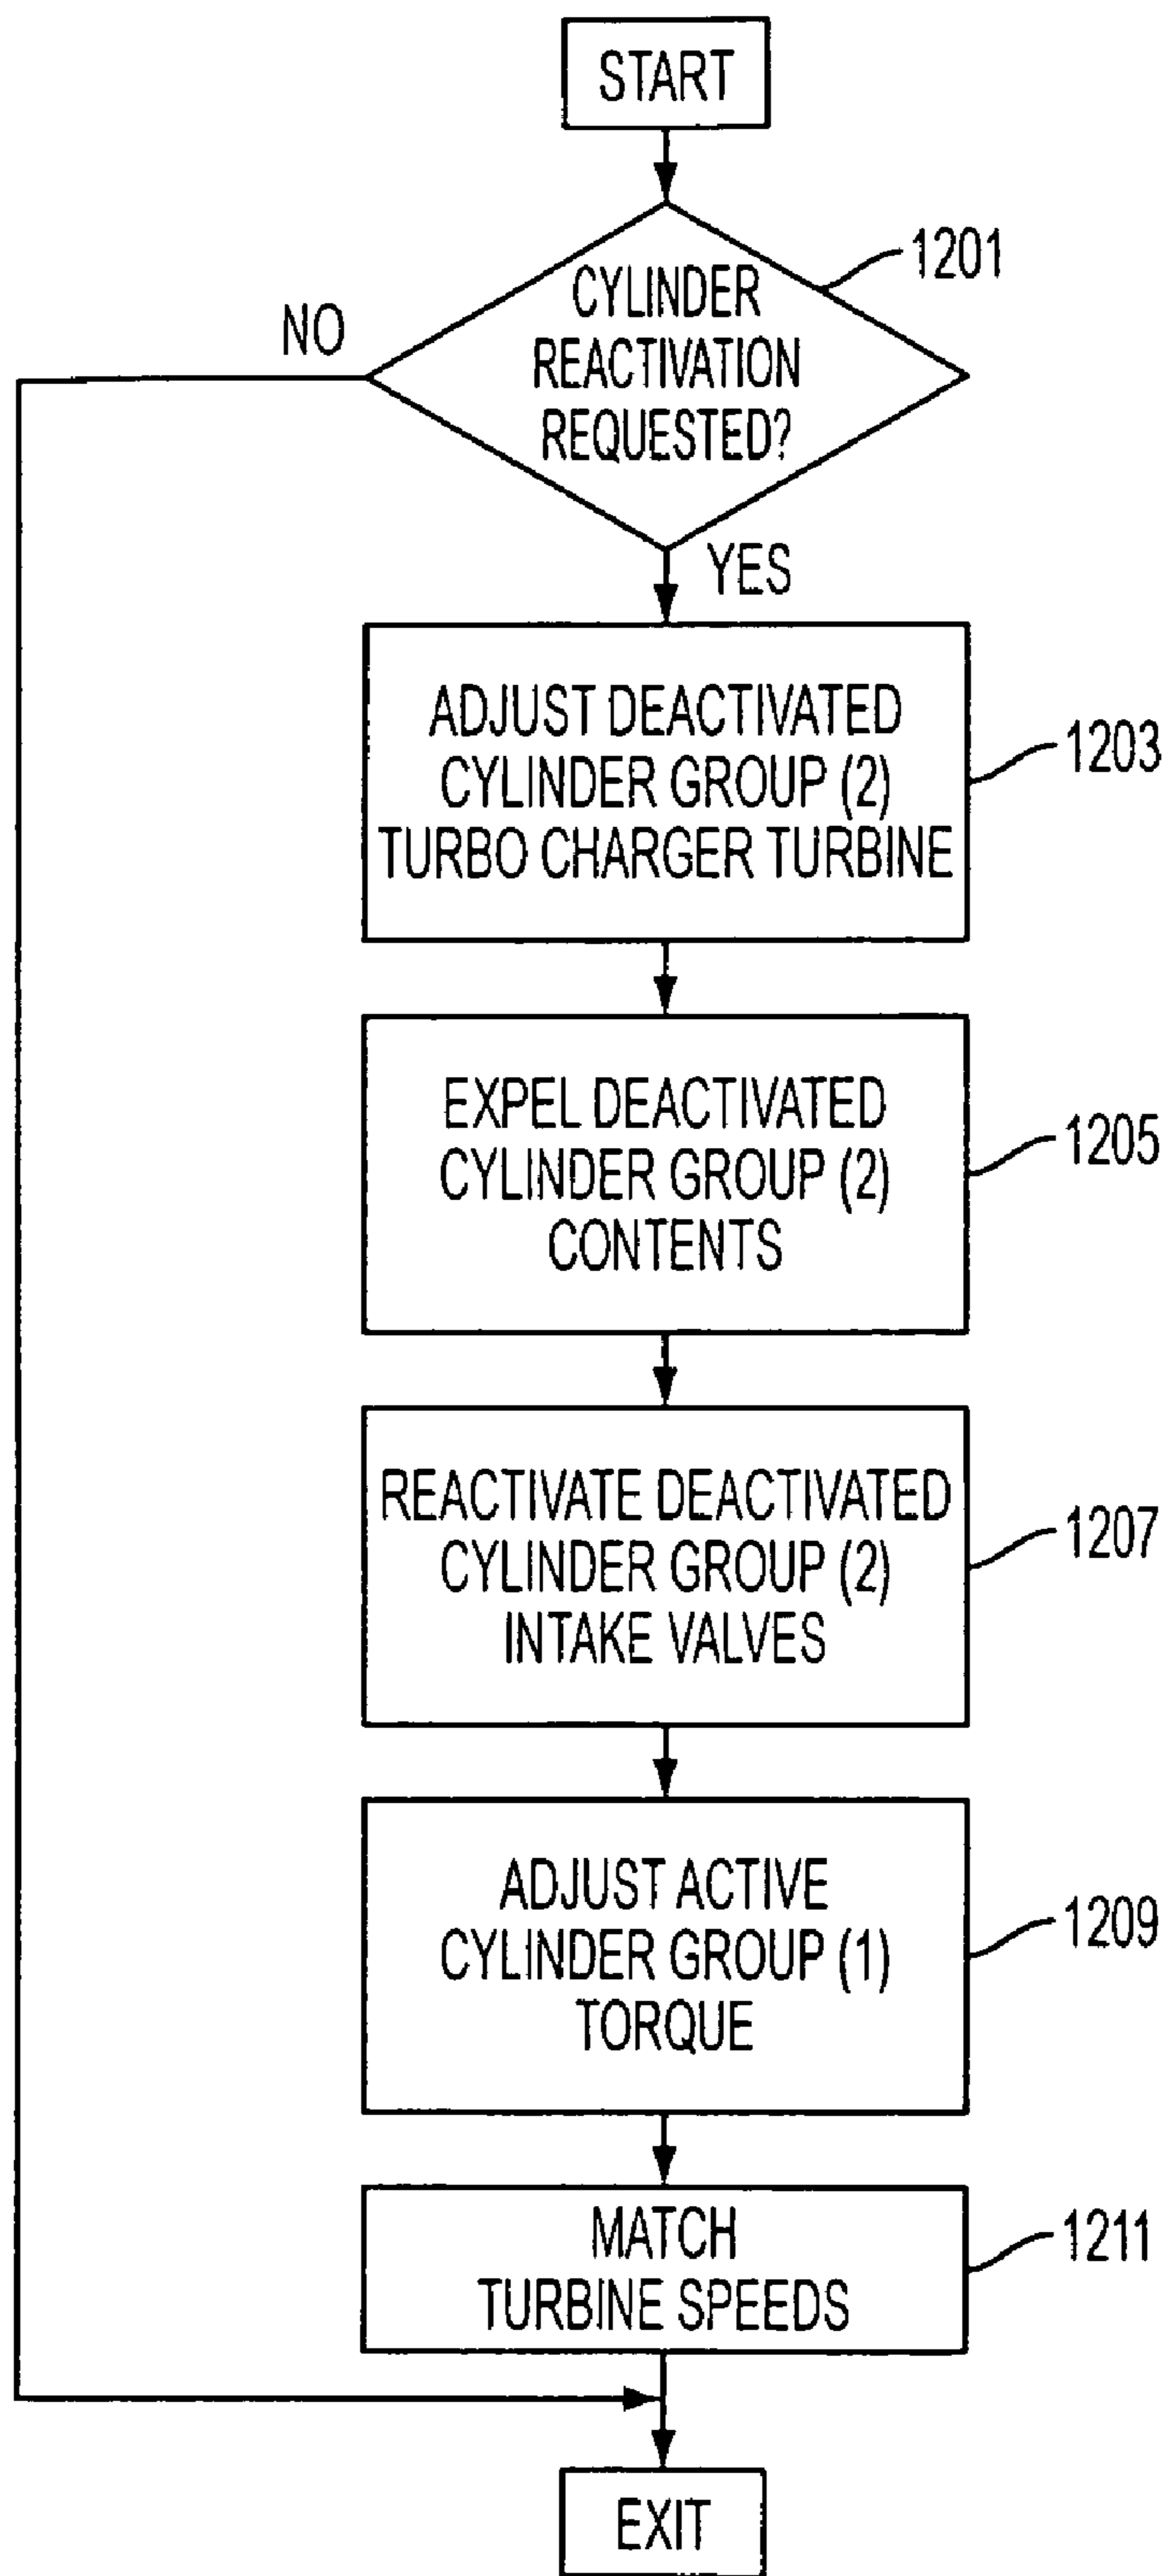 START
1201
CYLINDER
REACTIVATION
REQUESTED?
NO
YES
ADJUST DEACTIVATED
CYLINDER GROUP (2)
TURBO CHARGER TURBINE
1203
EXPEL DEACTIVATED
CYLINDER GROUP (2)
CONTENTS
1205
REACTIVATE DEACTIVATED
CYLINDER GROUP (2)
INTAKE VALVES
1207
ADJUST ACTIVE
CYLINDER GROUP (1)
TORQUE
1209
MATCH
TURBINE SPEEDS
1211
EXIT